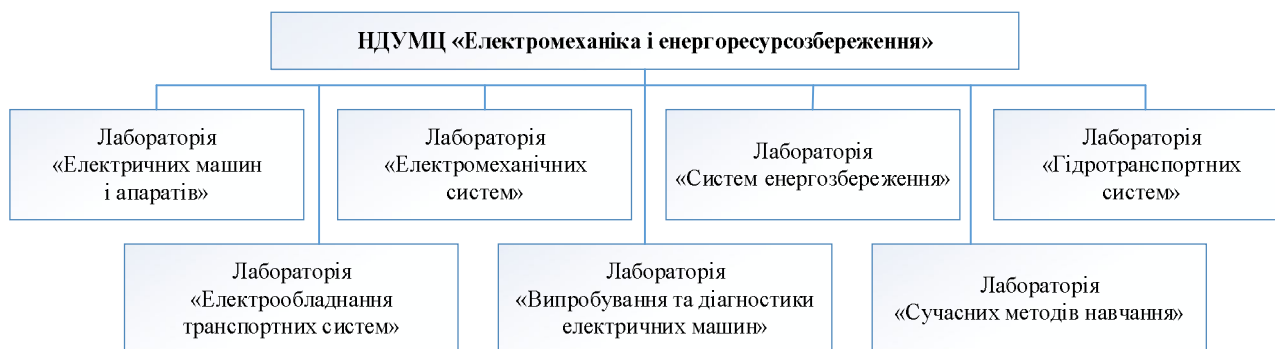 НДУМЦ «Електромеханіка і енергоресурсозбереження»
Лабораторія
«Електричних машин
і апаратів»
Лабораторія
«Електромеханічних
систем»
Лабораторія
«Систем енергозбереження»
Лабораторія
«Гідротранспортних
систем»
Лабораторія
«Електрообладнання
транспортних систем»
Лабораторія
«Випробування та діагностики
електричних машин»
Лабораторія
«Сучасних методів навчання»